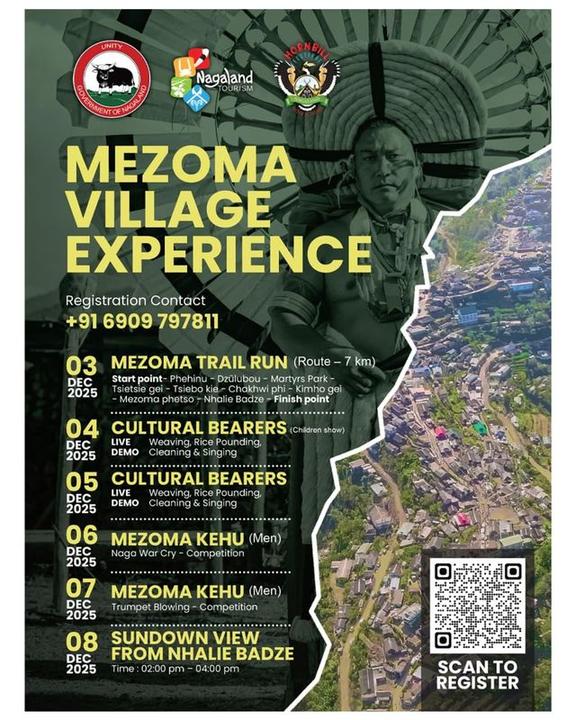 UNITY
GOVERNMENT OF NAGALAND
Nagaland
TOURISM
HORNBILL
MEZOMA
VILLAGE
EXPERIENCE
Registration Contact
+91 6909 797811
03 DEC 2025
MEZOMA TRAIL RUN (Route – 7 km)
Start point- Phehinu - Dzülubou - Martyrs Park -
Tsietsie gei - Tsiebo kie - Chakhwi phi - Kimho gei
- Mezoma phetso - Nhalie Badze - Finish point
04 DEC 2025
CULTURAL BEARERS (Children show)
LIVE DEMO
Weaving, Rice Pounding,
Cleaning & Singing
05 DEC 2025
CULTURAL BEARERS
LIVE DEMO
Weaving, Rice Pounding,
Cleaning & Singing
06 DEC 2025
MEZOMA KEHU (Men)
Naga War Cry - Competition
07 DEC 2025
MEZOMA KEHU (Men)
Trumpet Blowing - Competition
08 DEC 2025
SUNDOWN VIEW
FROM NHALIE BADZE
Time : 02:00 pm – 04:00 pm
SCAN TO
REGISTER